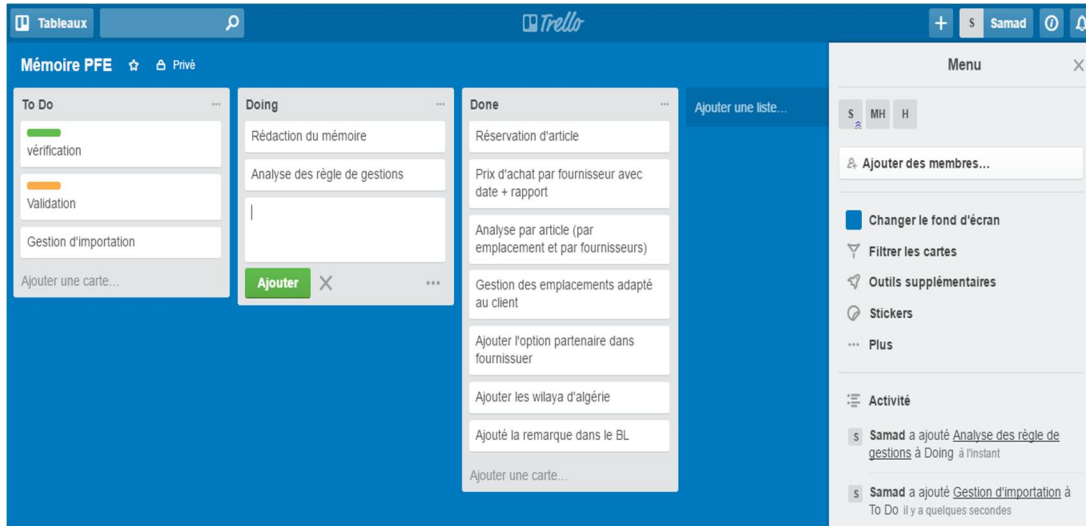 Tableaux
Trello
S Samad
Mémoire PFE
Privé
To Do
vérification
Validation
Gestion d'importation
Ajouter une carte...
Doing
Rédaction du mémoire
Analyse des règle de gestions
Ajouter
Done
Réservation d'article
Prix d'achat par fournisseur avec
date + rapport
Analyse par article (par
emplacement et par fournisseurs)
Gestion des emplacements adapté
au client
Ajouter l'option partenaire dans
fournissuer
Ajouter les wilaya d'algérie
Ajouté la remarque dans le BL
Ajouter une carte...
Ajouter une liste...
Menu
S MH H
Ajouter des membres...
Changer le fond d'écran
Filtrer les cartes
Outils supplémentaires
Stickers
Plus
Activité
S Samad a ajouté Analyse des règle de
gestions à Doing à l'instant
S Samad a ajouté Gestion d'importation à
To Do il y a quelques secondes